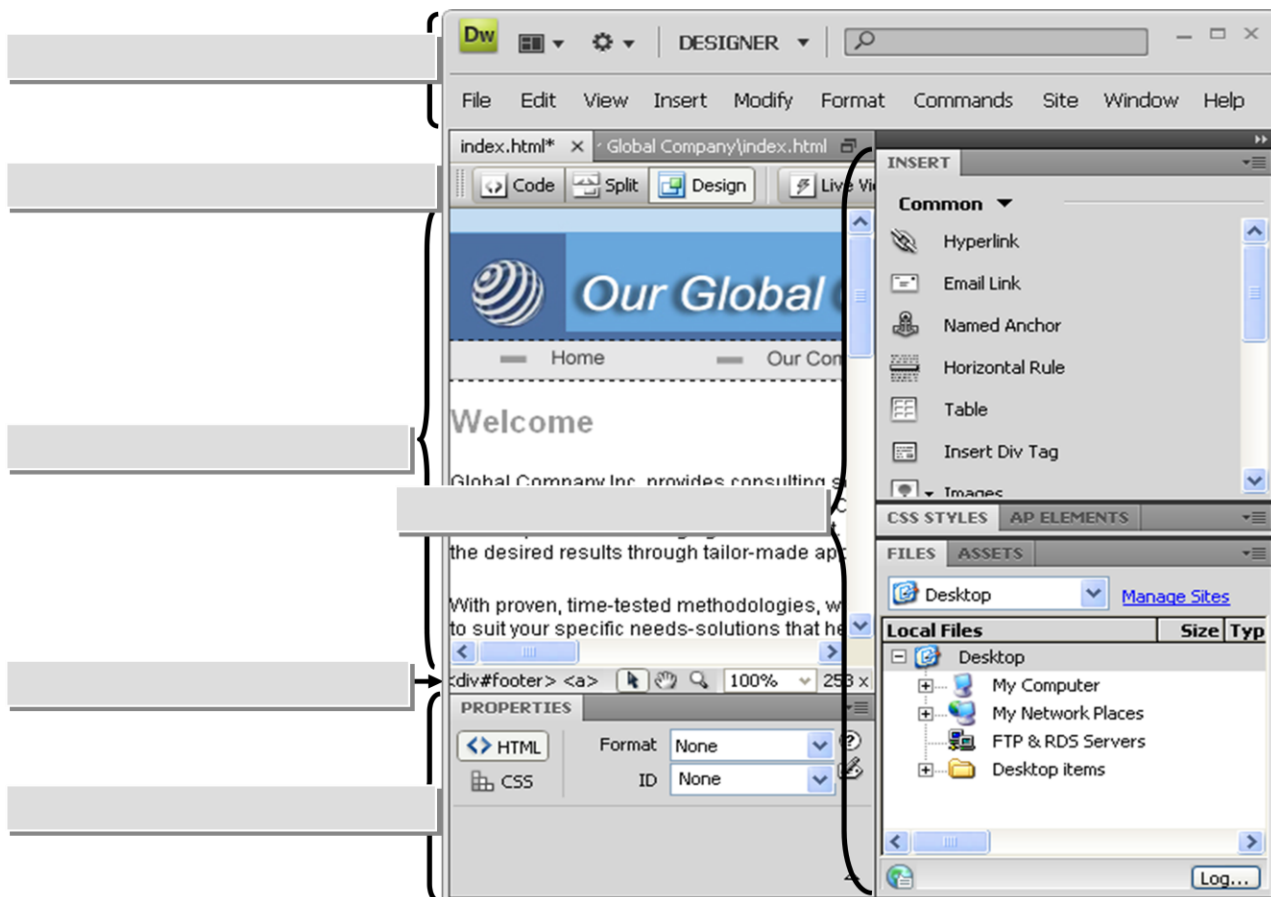 Dw DESIGNER
File Edit View Insert Modify Format Commands Site Window Help
index.html* Global Company\index.html
Code Split Design Live
Our Global
Home Our
Welcome
Global Company Inc. provides consulting
the desired results through tailor-made
With proven, time-tested methodologies,
to suit your specific needs-solutions that
<div#footer> <a> 100%
PROPERTIES
HTML Format None
CSS ID None
INSERT
Common
Hyperlink
Email Link
Named Anchor
Horizontal Rule
Table
Insert Div Tag
Images
CSS STYLES AP ELEMENTS
FILES ASSETS
Desktop Manage Sites
Local Files Size Typ
Desktop
My Computer
My Network Places
FTP & RDS Servers
Desktop items
Log...